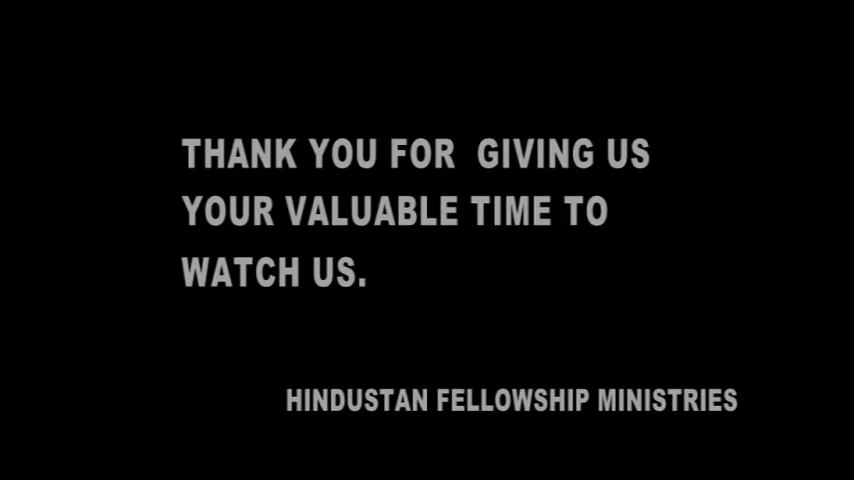 THANK YOU FOR GIVING US
YOUR VALUABLE TIME TO
WATCH US.
HINDUSTAN FELLOWSHIP MINISTRIES